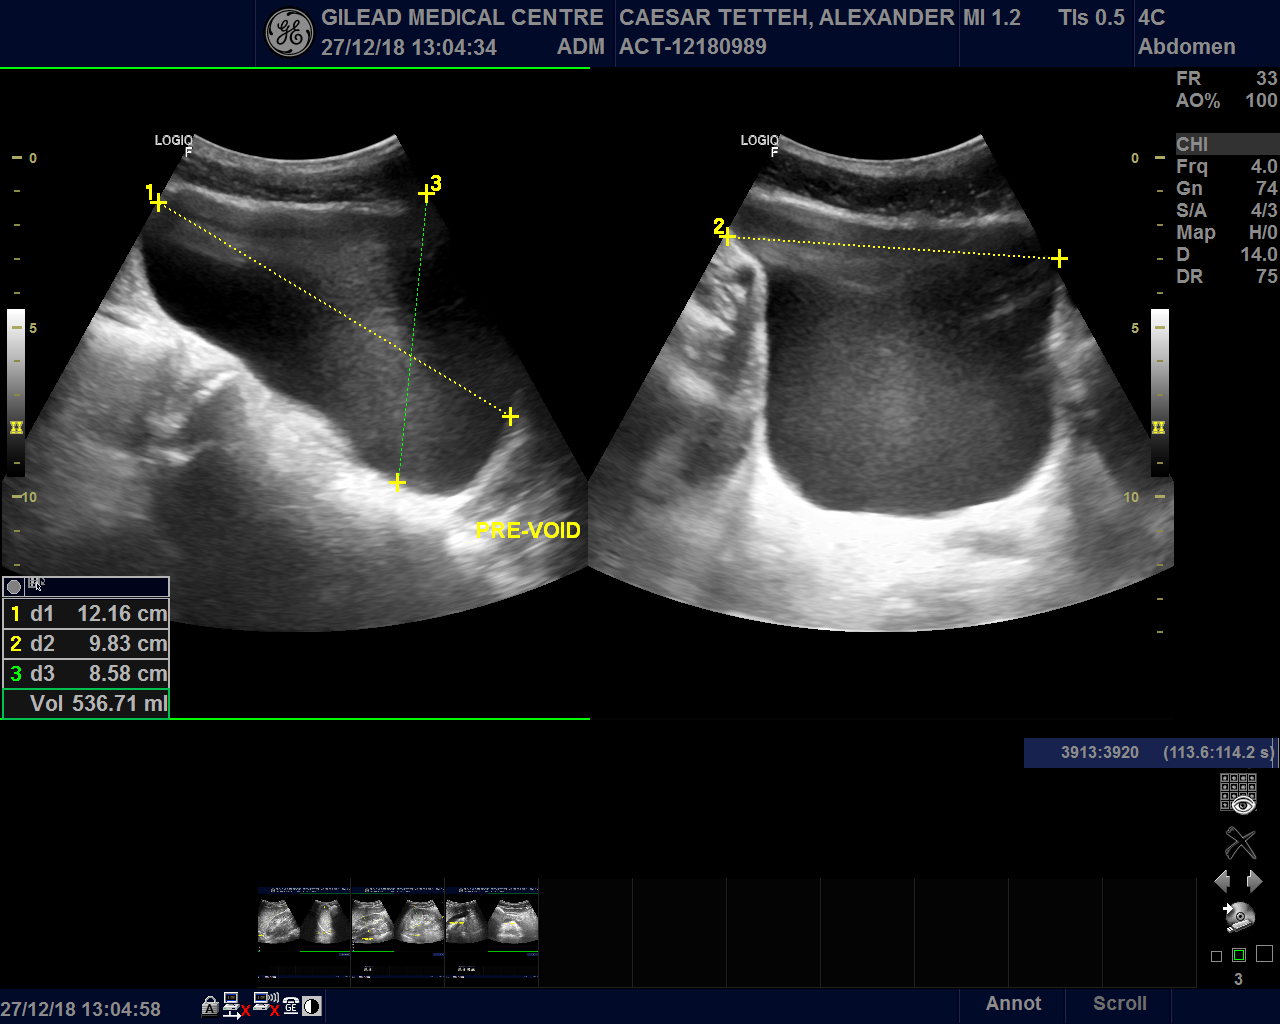 GILEAD MEDICAL CENTRE
27/12/18 13:04:34 ADM
CAESAR TETTEH, ALEXANDER
ACT-12180989
MI 1.2 TIs 0.5
4C
Abdomen
FR 33
AO% 100
CHI
Frq 4.0
Gn 74
S/A 4/3
Map H/0
D 14.0
DR 75
LOGIQ
F
0
5
10
1
3
PRE-VOID
LOGIQ
F
2
0
5
10
1 d1 12.16 cm
2 d2 9.83 cm
3 d3 8.58 cm
Vol 536.71 ml
3913:3920 (113.6:114.2 s)
3
27/12/18 13:04:58
Annot
Scroll